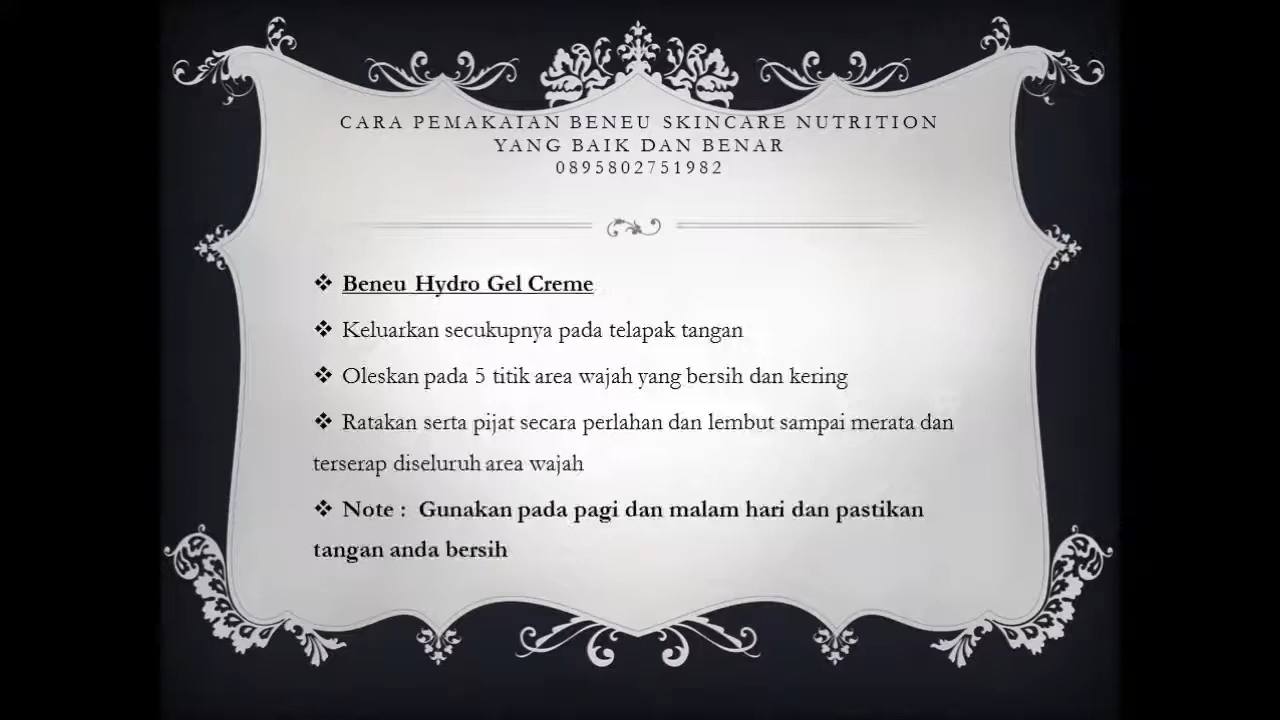 CARA PEMAKAIAN BENEU SKINCARE NUTRITION
YANG BAIK DAN BENAR
0895802751982
❖ Beneu Hydro Gel Creme
❖ Keluarkan secukupnya pada telapak tangan
❖ Oleskan pada 5 titik area wajah yang bersih dan kering
❖ Ratakan serta pijat secara perlahan dan lembut sampai merata dan
terserap diseluruh area wajah
❖ Note : Gunakan pada pagi dan malam hari dan pastikan
tangan anda bersih